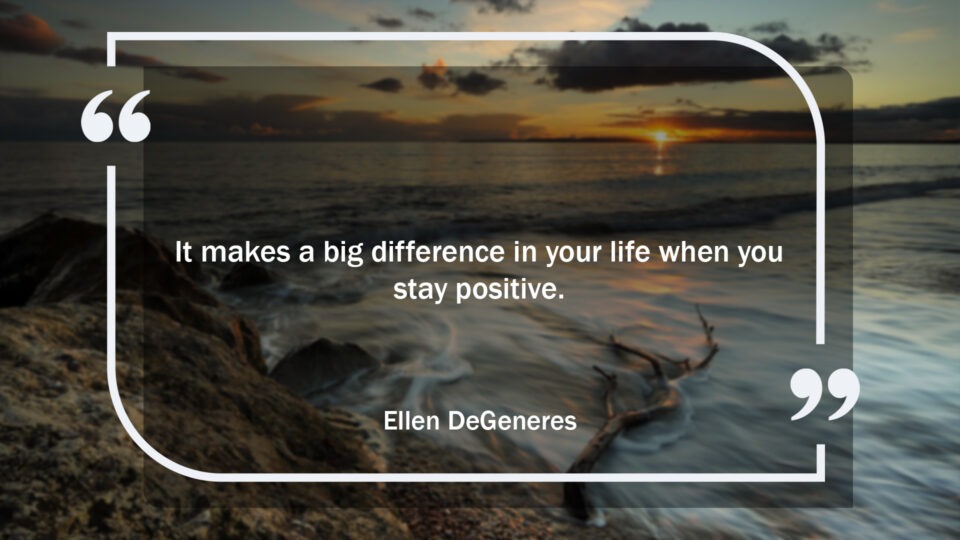 It makes a big difference in your life when you
stay positive.
Ellen DeGeneres